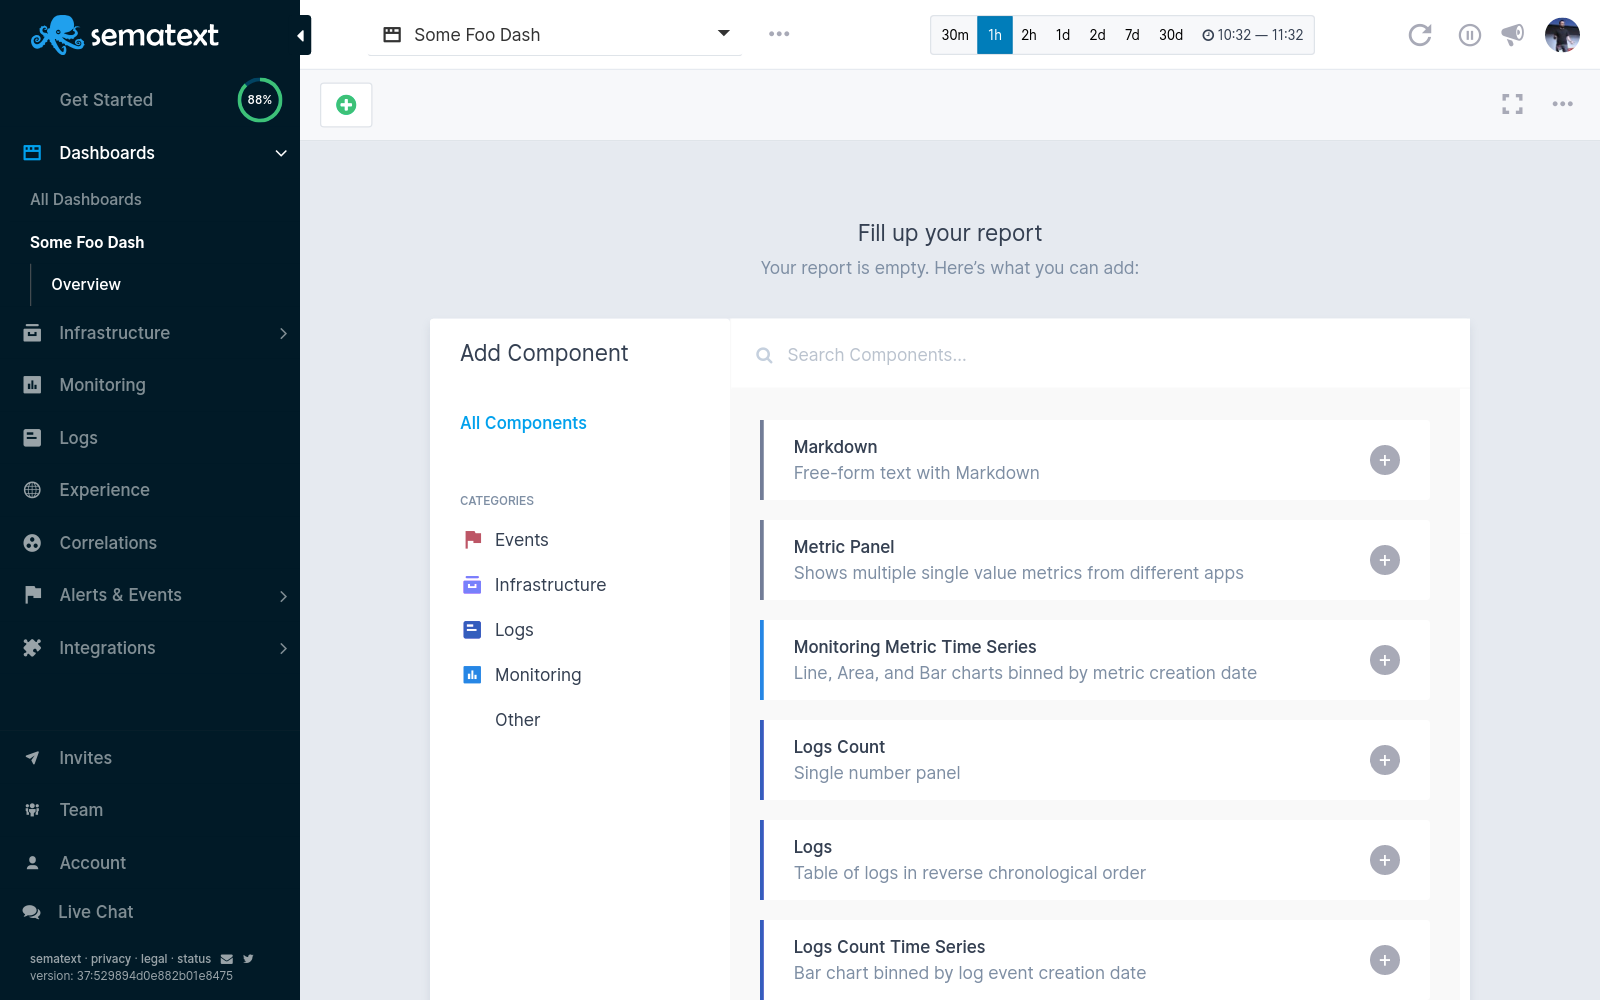 sematext
Get Started
88%
Dashboards
All Dashboards
Some Foo Dash
Overview
Infrastructure
Monitoring
Logs
Experience
Correlations
Alerts & Events
Integrations
Invites
Team
Account
Live Chat
sematext · privacy · legal · status
version: 37:529894d0e882b01e8475
Some Foo Dash
30m 1h 2h 1d 2d 7d 30d 10:32 — 11:32
Fill up your report
Your report is empty. Here’s what you can add:
Add Component
All Components
CATEGORIES
Events
Infrastructure
Logs
Monitoring
Other
Search Components...
Markdown
Free-form text with Markdown
Metric Panel
Shows multiple single value metrics from different apps
Monitoring Metric Time Series
Line, Area, and Bar charts binned by metric creation date
Logs Count
Single number panel
Logs
Table of logs in reverse chronological order
Logs Count Time Series
Bar chart binned by log event creation date